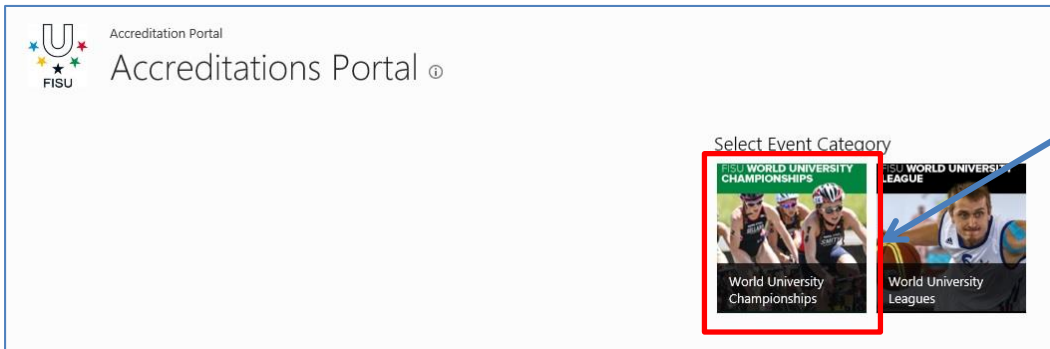 FISU
Accreditation Portal
Accreditations Portal
Select Event Category
FISU WORLD UNIVERSITY
CHAMPIONSHIPS
World University
Championships
FISU WORLD UNIVERSITY
LEAGUE
World University
Leagues